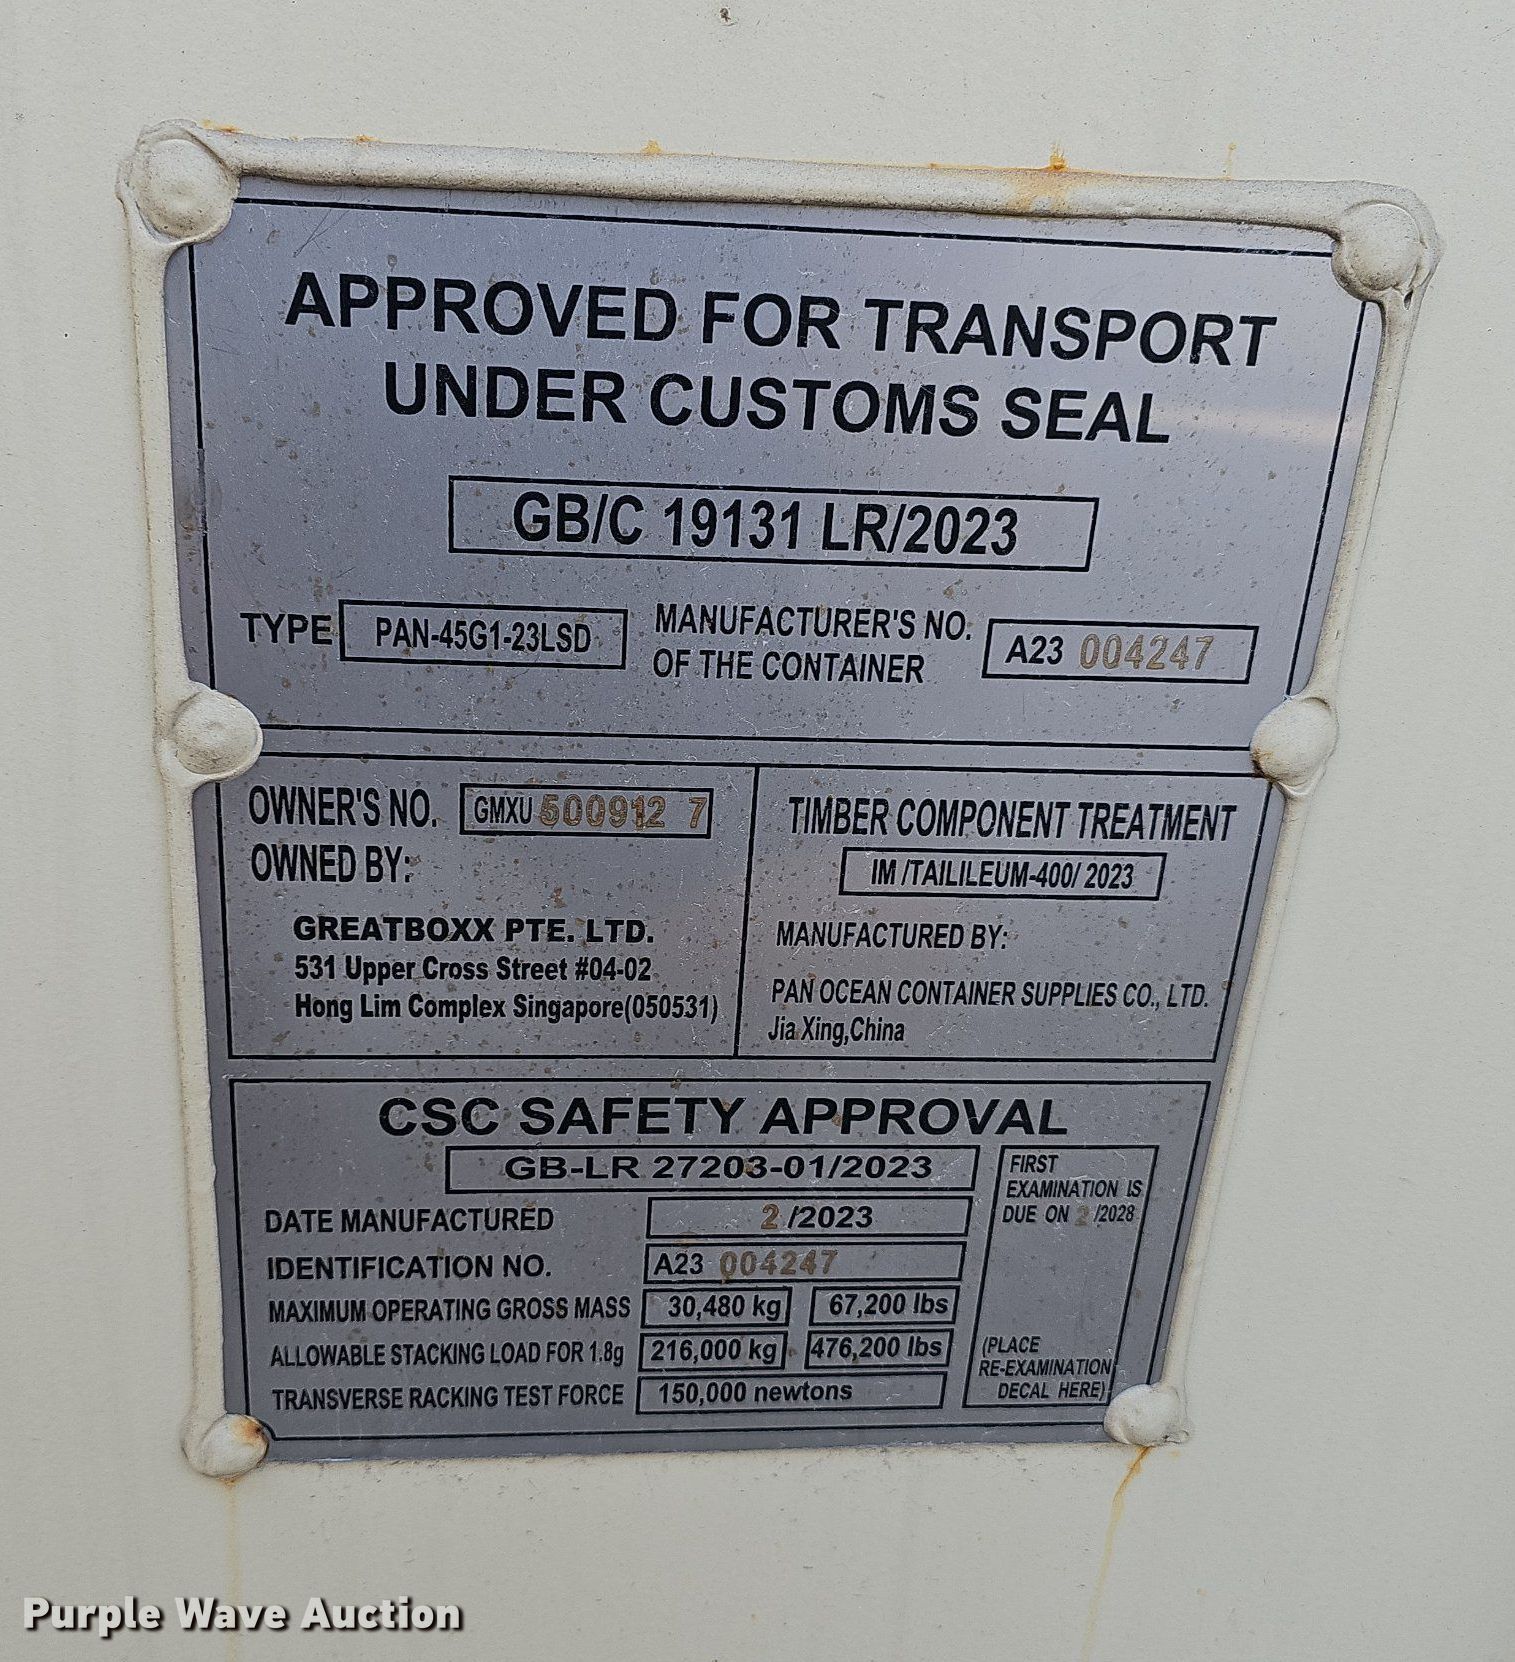 APPROVED FOR TRANSPORT
UNDER CUSTOMS SEAL
GB/C 19131 LR/2023
TYPE PAN-45G1-23LSD
MANUFACTURER'S NO.
OF THE CONTAINER
A23 004247
OWNER'S NO. GMXU 500912 7
OWNED BY:
GREATBOXX PTE. LTD.
531 Upper Cross Street #04-02
Hong Lim Complex Singapore(050531)
TIMBER COMPONENT TREATMENT
IM /TAILILEUM-400/ 2023
MANUFACTURED BY:
PAN OCEAN CONTAINER SUPPLIES CO., LTD.
Jia Xing,China
CSC SAFETY APPROVAL
GB-LR 27203-01/2023
DATE MANUFACTURED 2 /2023
IDENTIFICATION NO. A23 004247
MAXIMUM OPERATING GROSS MASS 30,480 kg 67,200 lbs
ALLOWABLE STACKING LOAD FOR 1.8g 216,000 kg 476,200 lbs
TRANSVERSE RACKING TEST FORCE 150,000 newtons
FIRST
EXAMINATION IS
DUE ON 2 /2028
(PLACE
RE-EXAMINATION
DECAL HERE)
Purple Wave Auction